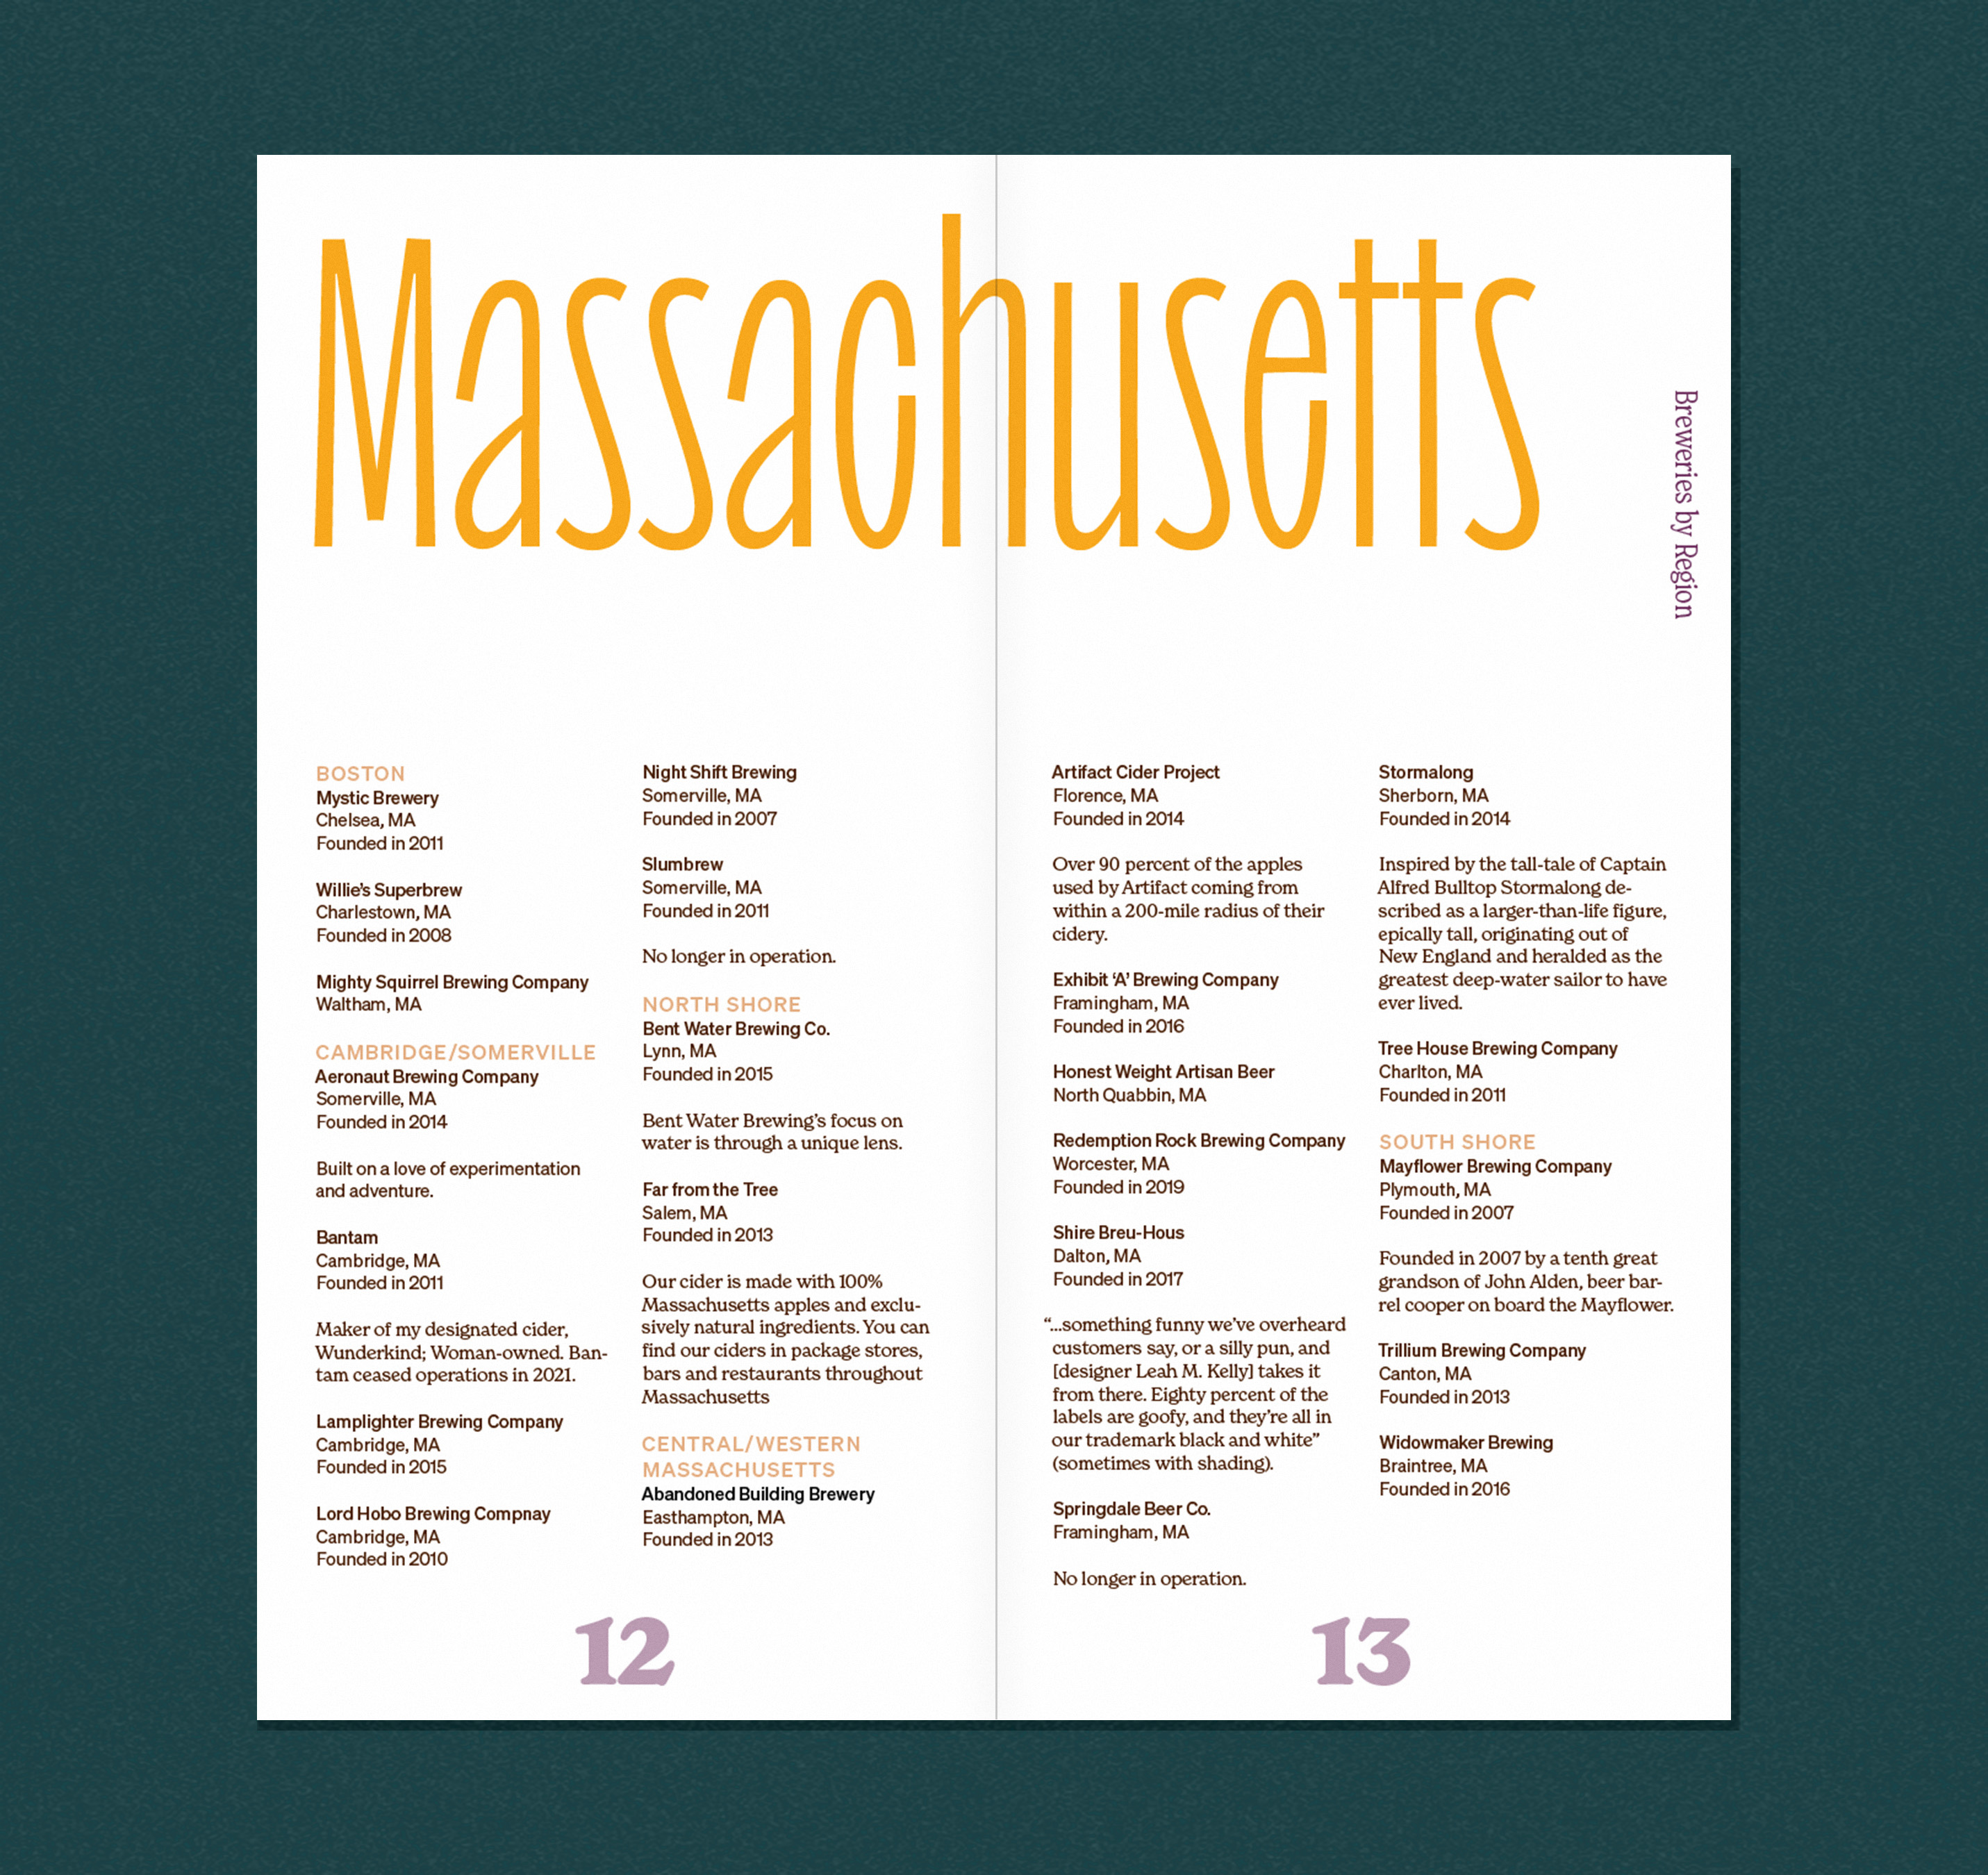 Massachusetts
Breweries by Region
BOSTON
Mystic Brewery
Chelsea, MA
Founded in 2011
Willie's Superbrew
Charlestown, MA
Founded in 2008
Mighty Squirrel Brewing Company
Waltham, MA
CAMBRIDGE/SOMERVILLE
Aeronaut Brewing Company
Somerville, MA
Founded in 2014
Built on a love of experimentation
and adventure.
Bantam
Cambridge, MA
Founded in 2011
Maker of my designated cider,
Wunderkind; Woman-owned. Ban-
tam ceased operations in 2021.
Lamplighter Brewing Company
Cambridge, MA
Founded in 2015
Lord Hobo Brewing Compnay
Cambridge, MA
Founded in 2010
Night Shift Brewing
Somerville, MA
Founded in 2007
Slumbrew
Somerville, MA
Founded in 2011
No longer in operation.
NORTH SHORE
Bent Water Brewing Co.
Lynn, MA
Founded in 2015
Bent Water Brewing's focus on
water is through a unique lens.
Far from the Tree
Salem, MA
Founded in 2013
Our cider is made with 100%
Massachusetts apples and exclu-
sively natural ingredients. You can
find our ciders in package stores,
bars and restaurants throughout
Massachusetts
CENTRAL/WESTERN
MASSACHUSETTS
Abandoned Building Brewery
Easthampton, MA
Founded in 2013
12
Artifact Cider Project
Florence, MA
Founded in 2014
Over 90 percent of the apples
used by Artifact coming from
within a 200-mile radius of their
cidery.
Exhibit ‘A’ Brewing Company
Framingham, MA
Founded in 2016
Honest Weight Artisan Beer
North Quabbin, MA
Redemption Rock Brewing Company
Worcester, MA
Founded in 2019
Shire Breu-Hous
Dalton, MA
Founded in 2017
“...something funny we’ve overheard
customers say, or a silly pun, and
[designer Leah M. Kelly] takes it
from there. Eighty percent of the
labels are goofy, and they’re all in
our trademark black and white”
(sometimes with shading).
Springdale Beer Co.
Framingham, MA
No longer in operation.
Stormalong
Sherborn, MA
Founded in 2014
Inspired by the tall-tale of Captain
Alfred Bulltop Stormalong de-
scribed as a larger-than-life figure,
epically tall, originating out of
New England and heralded as the
greatest deep-water sailor to have
ever lived.
Tree House Brewing Company
Charlton, MA
Founded in 2011
SOUTH SHORE
Mayflower Brewing Company
Plymouth, MA
Founded in 2007
Founded in 2007 by a tenth great
grandson of John Alden, beer bar-
rel cooper on board the Mayflower.
Trillium Brewing Company
Canton, MA
Founded in 2013
Widowmaker Brewing
Braintree, MA
Founded in 2016
13